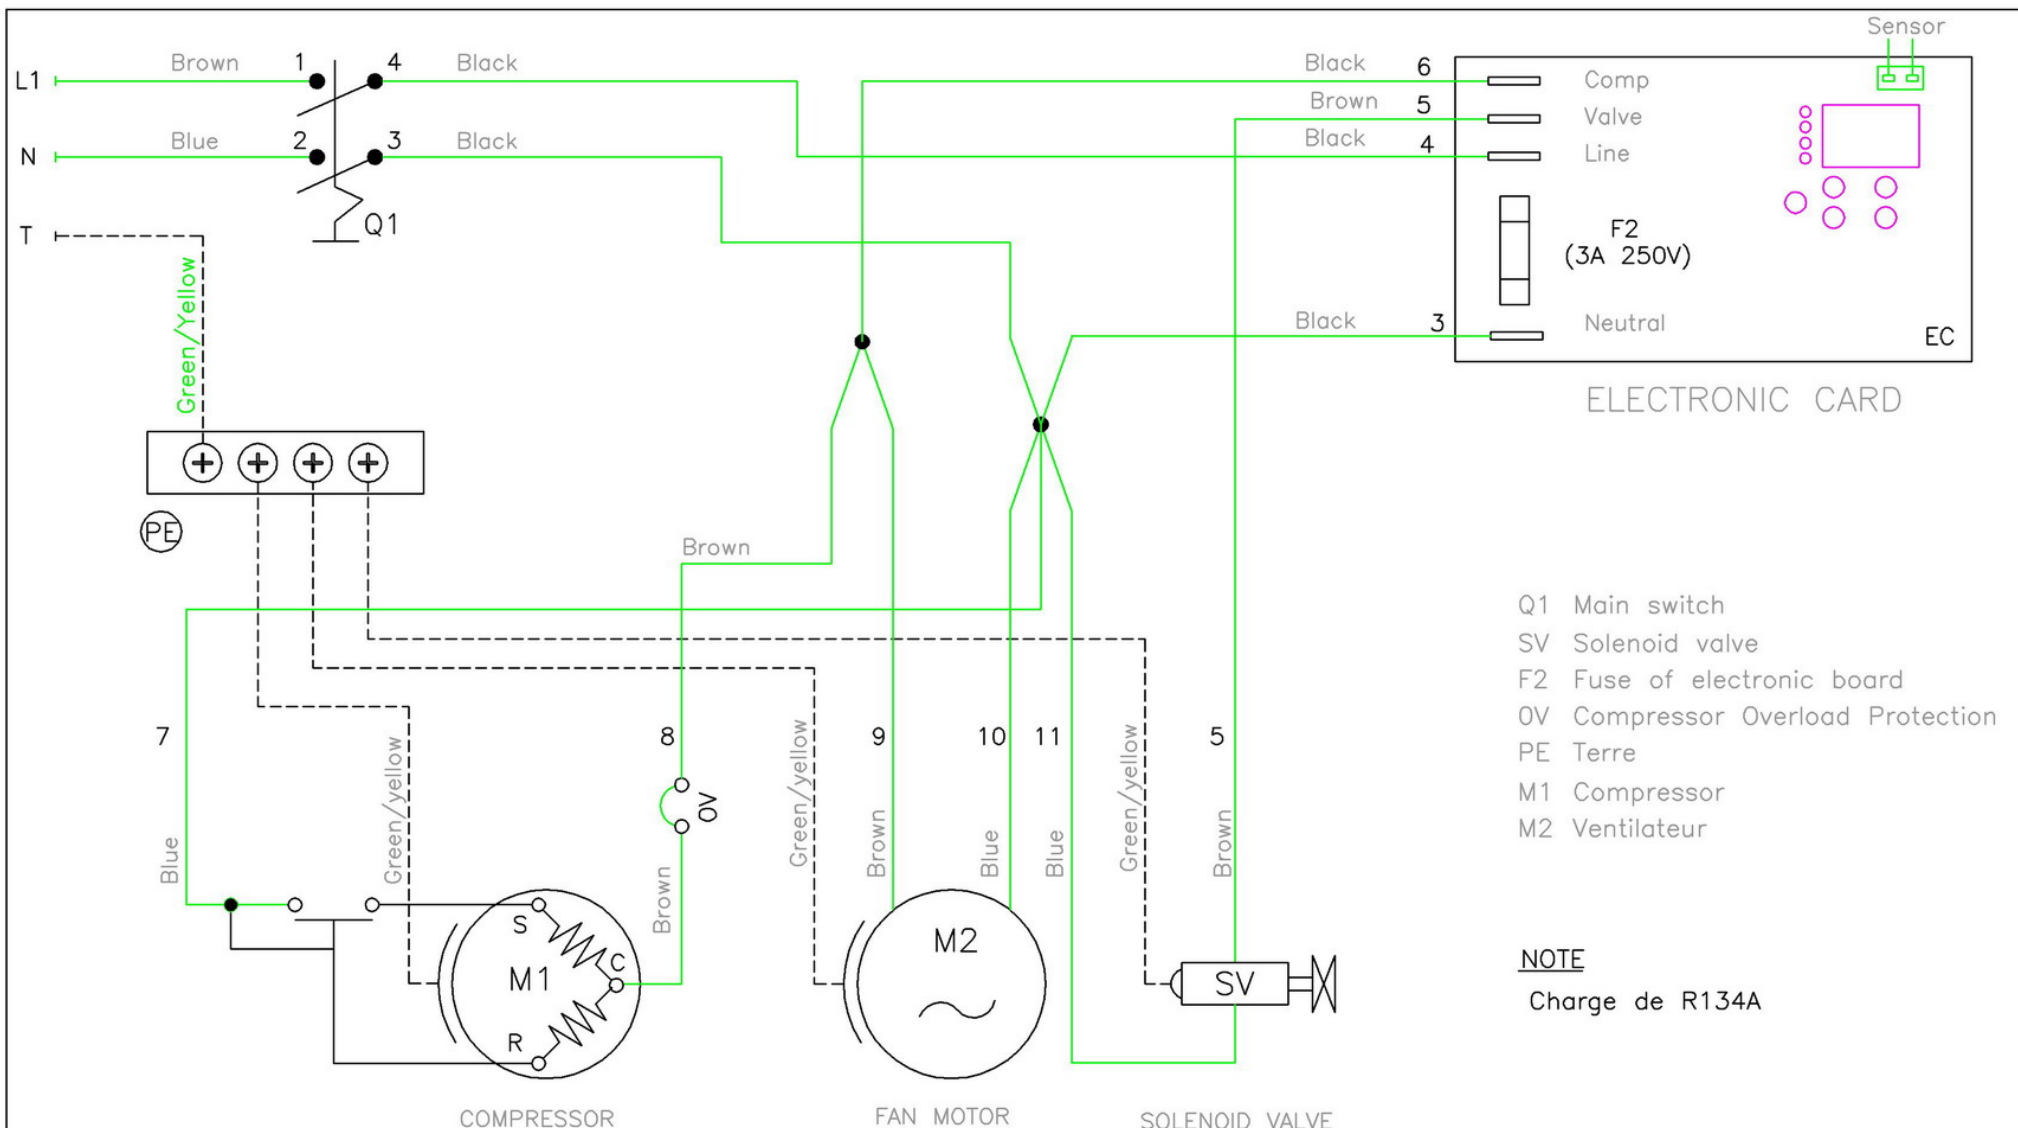 Sensor
L1 Brown 1 4 Black Black 6 Comp
Brown 5 Valve
N Blue 2 3 Black Black 4 Line
T Q1
F2
(3A 250V)
Green/Yellow
Black 3 Neutral
EC
ELECTRONIC CARD
PE
Brown
Q1 Main switch
SV Solenoid valve
F2 Fuse of electronic board
OV Compressor Overload Protection
PE Terre
M1 Compressor
M2 Ventilateur
7 8 9 10 11 5
Blue
Green/yellow
Brown
OV
Green/yellow
Brown
Blue
Blue
Green/yellow
Brown
S
C
M1
R
M2
SV
NOTE
Charge de R134A
COMPRESSOR
FAN MOTOR
SOLENOID VALVE